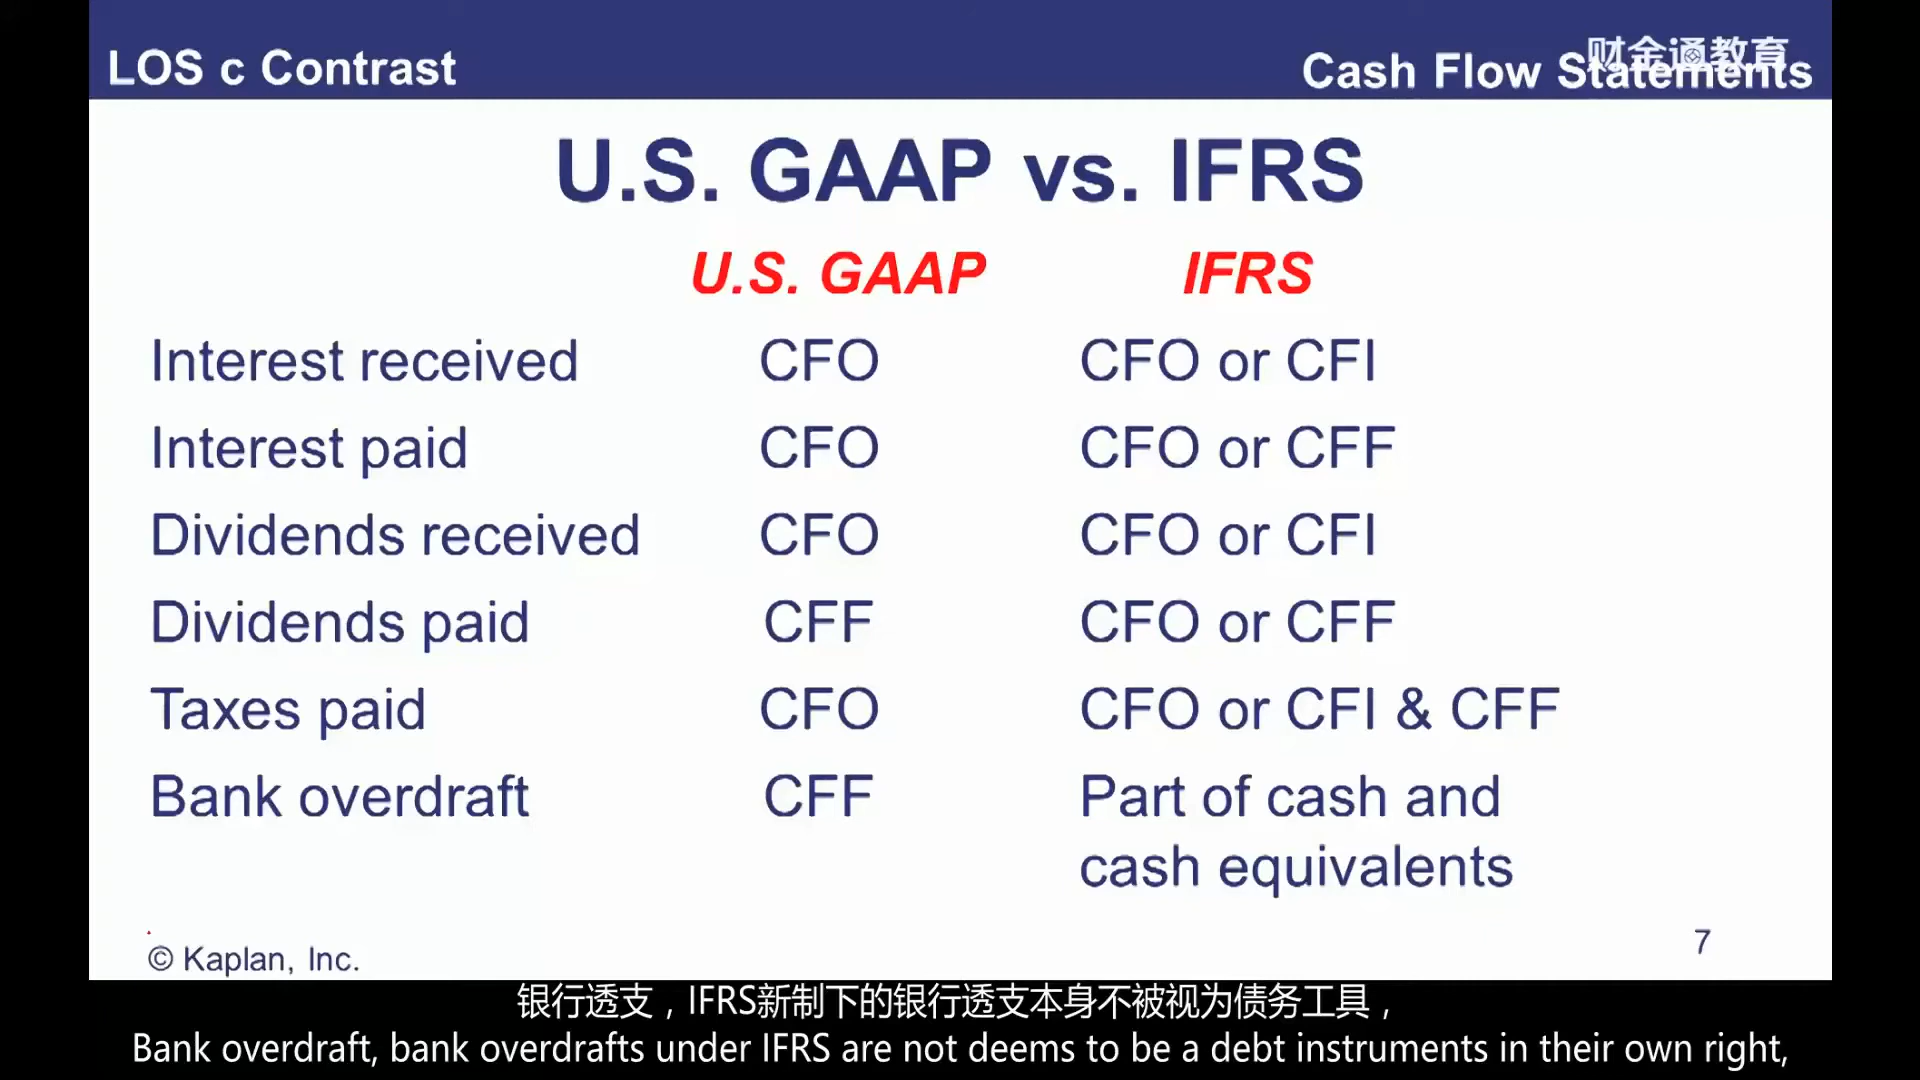 LOS c Contrast
财金通教育
Cash Flow Statements
U.S. GAAP vs. IFRS
U.S. GAAP IFRS
Interest received CFO CFO or CFI
Interest paid CFO CFO or CFF
Dividends received CFO CFO or CFI
Dividends paid CFF CFO or CFF
Taxes paid CFO CFO or CFI & CFF
Bank overdraft CFF Part of cash and
cash equivalents
© Kaplan, Inc.
7
银行透支，IFRS新制下的银行透支本身不被视为债务工具，
Bank overdraft, bank overdrafts under IFRS are not deems to be a debt instruments in their own right,